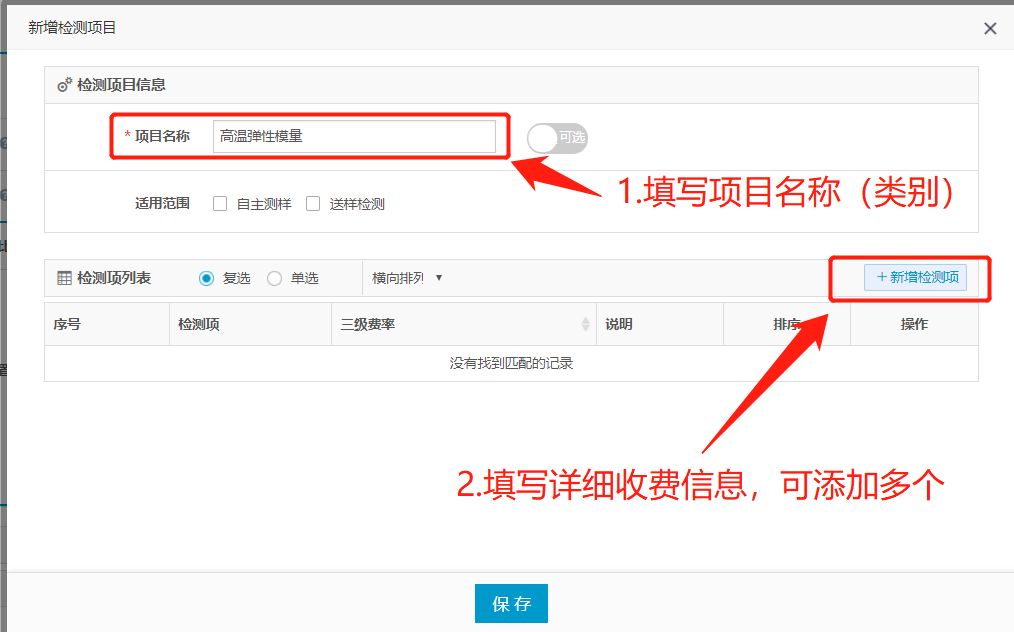 新增检测项目
检测项目信息
* 项目名称 高温弹性模量 可选
1.填写项目名称（类别）
适用范围 自主测样 送样检测
检测项列表 复选 单选 横向排列 ＋新增检测项
序号 检测项 三级费率 说明 排序 操作
没有找到匹配的记录
2.填写详细收费信息，可添加多个
保存